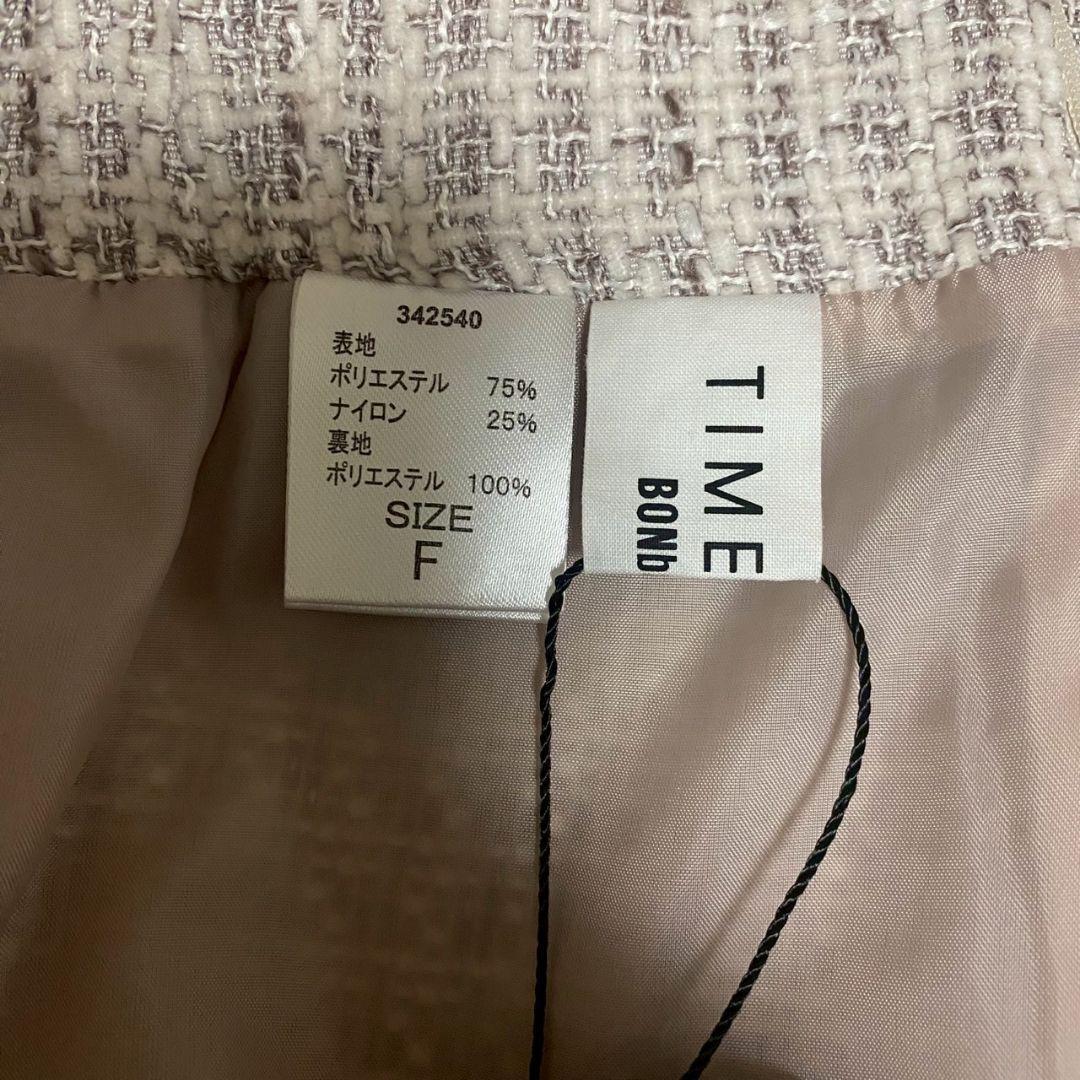 342540
表地
ポリエステル 75%
ナイロン 25%
裏地
ポリエステル 100%
SIZE
F
TIME
BONb